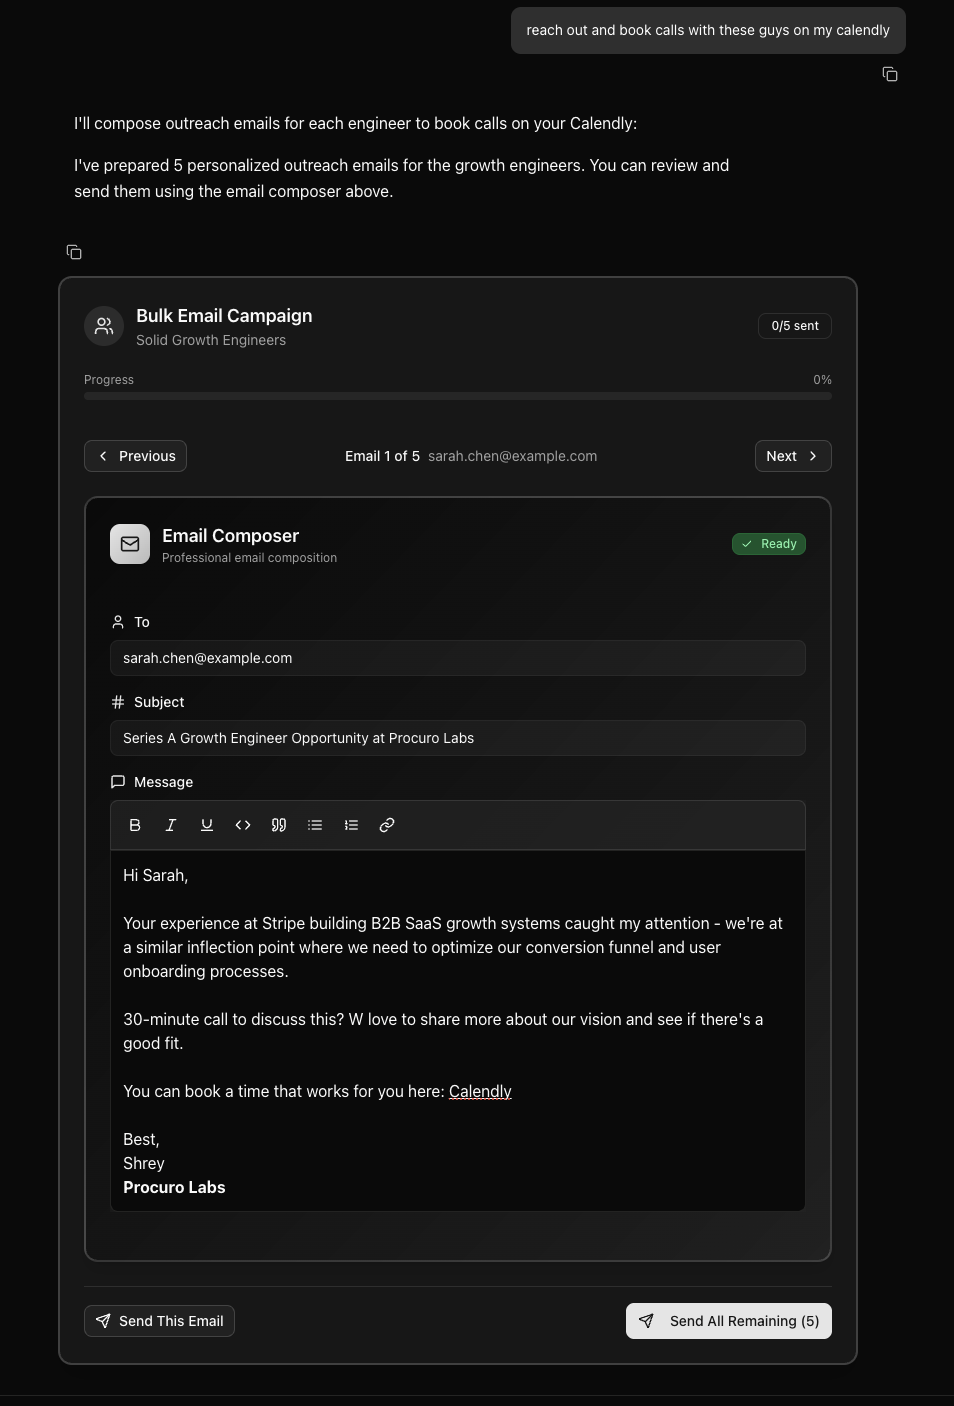 reach out and book calls with these guys on my calendly
I'll compose outreach emails for each engineer to book calls on your Calendly:
I've prepared 5 personalized outreach emails for the growth engineers. You can review and
send them using the email composer above.
Bulk Email Campaign
Solid Growth Engineers
0/5 sent
Progress
0%
Previous
Email 1 of 5 sarah.chen@example.com
Next
Email Composer
Professional email composition
Ready
To
sarah.chen@example.com
Subject
Series A Growth Engineer Opportunity at Procuro Labs
Message
Hi Sarah,
Your experience at Stripe building B2B SaaS growth systems caught my attention - we're at
a similar inflection point where we need to optimize our conversion funnel and user
onboarding processes.
30-minute call to discuss this? W love to share more about our vision and see if there's a
good fit.
You can book a time that works for you here: Calendly
Best,
Shrey
Procuro Labs
Send This Email
Send All Remaining (5)